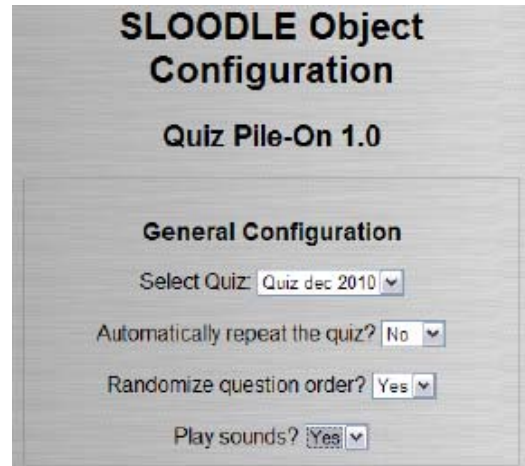 SLOODLE Object
Configuration
Quiz Pile-On 1.0
General Configuration
Select Quiz: Quiz dec 2010
Automatically repeat the quiz? No
Randomize question order? Yes
Play sounds? Yes